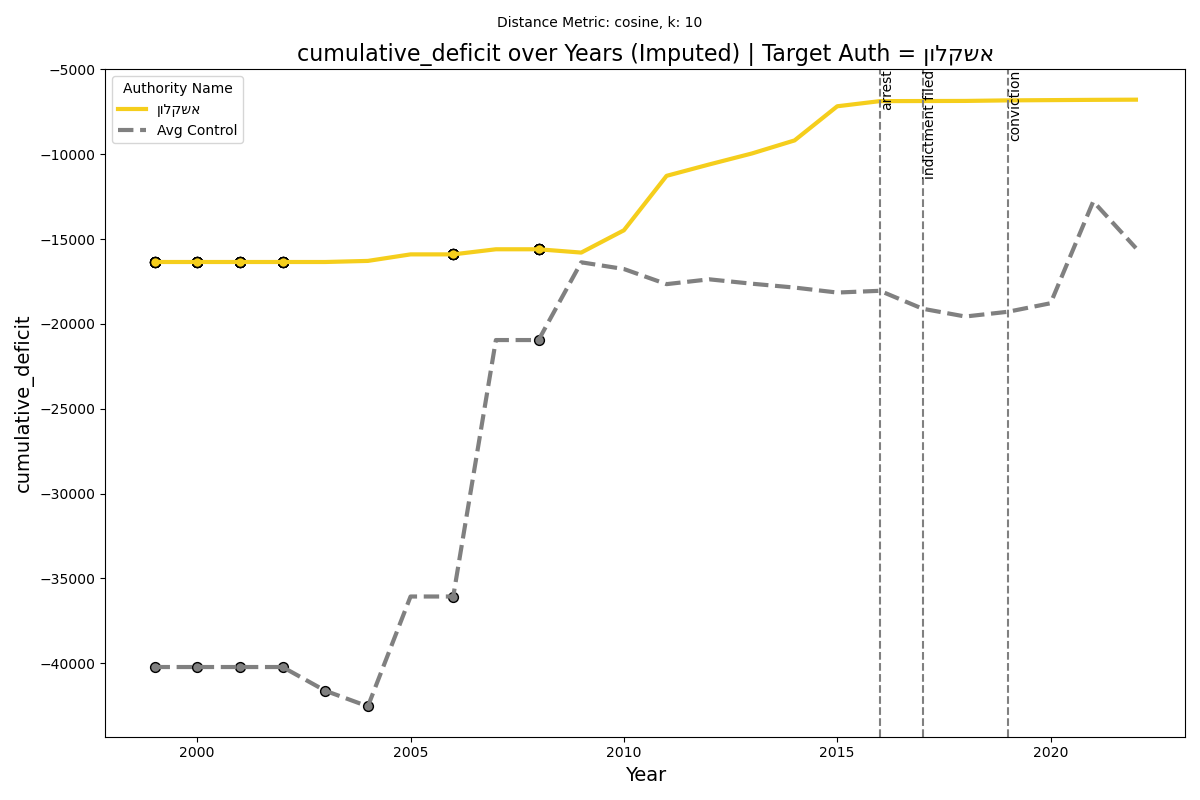 Distance Metric: cosine, k: 10
cumulative_deficit over Years (Imputed) | Target Auth = אשקלון
Authority Name
אשקלון
Avg Control
arrest
indictment filed
conviction
cumulative_deficit
−5000
−10000
−15000
−20000
−25000
−30000
−35000
−40000
2000 2005 2010 2015 2020
Year